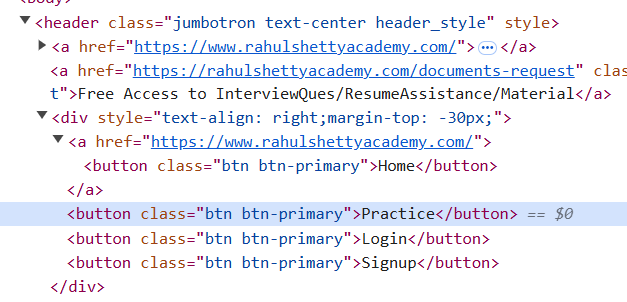 <body>
▼<header class="jumbotron text-center header_style" style>
▶<a href="https://www.rahulshettyacademy.com/">…</a>
<a href="https://rahulshettyacademy.com/documents-request" clas
t">Free Access to InterviewQues/ResumeAssistance/Material</a>
▼<div style="text-align: right;margin-top: -30px;">
▼<a href="https://www.rahulshettyacademy.com/">
<button class="btn btn-primary">Home</button>
</a>
<button class="btn btn-primary">Practice</button> == $0
<button class="btn btn-primary">Login</button>
<button class="btn btn-primary">Signup</button>
</div>